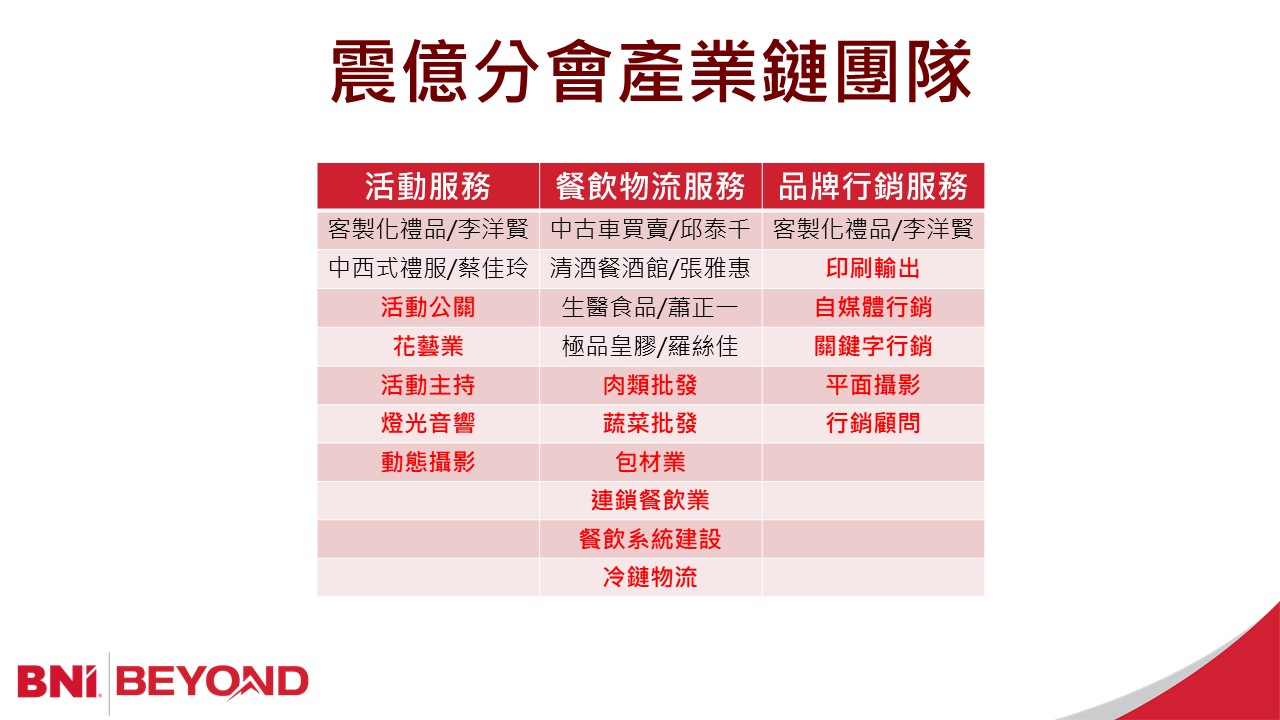 震億分會產業鏈團隊
活動服務 餐飲物流服務 品牌行銷服務
客製化禮品/李洋賢 中古車買賣/邱泰千 客製化禮品/李洋賢
中西式禮服/蔡佳玲 清酒餐酒館/張雅惠 印刷輸出
活動公關 生醫食品/蕭正一 自媒體行銷
花藝業 極品皇膠/羅絲佳 關鍵字行銷
活動主持 肉類批發 平面攝影
燈光音響 蔬菜批發 行銷顧問
動態攝影 包材業
連鎖餐飲業
餐飲系統建設
冷鏈物流
BNI BEYOND